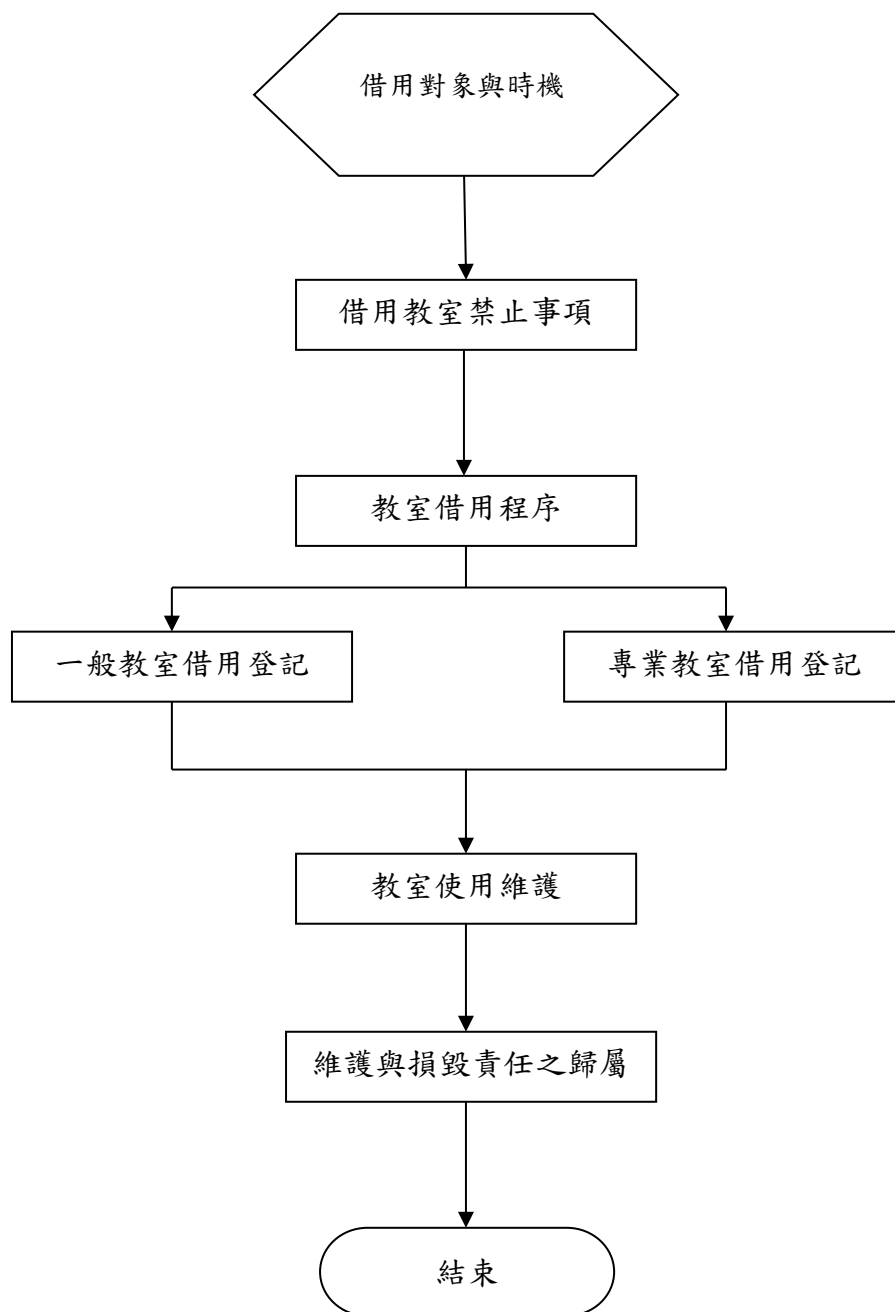 借用對象與時機
借用教室禁止事項
教室借用程序
一般教室借用登記
專業教室借用登記
教室使用維護
維護與損毀責任之歸屬
結束